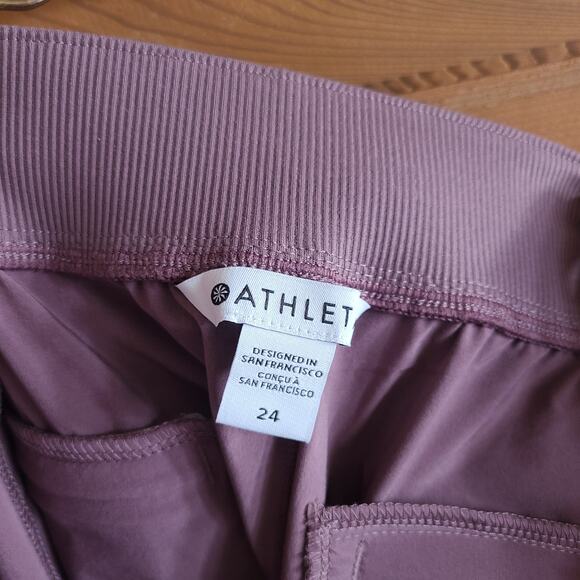 ATHLET
DESIGNED IN
SAN FRANCISCO
CONÇU À
SAN FRANCISCO
24